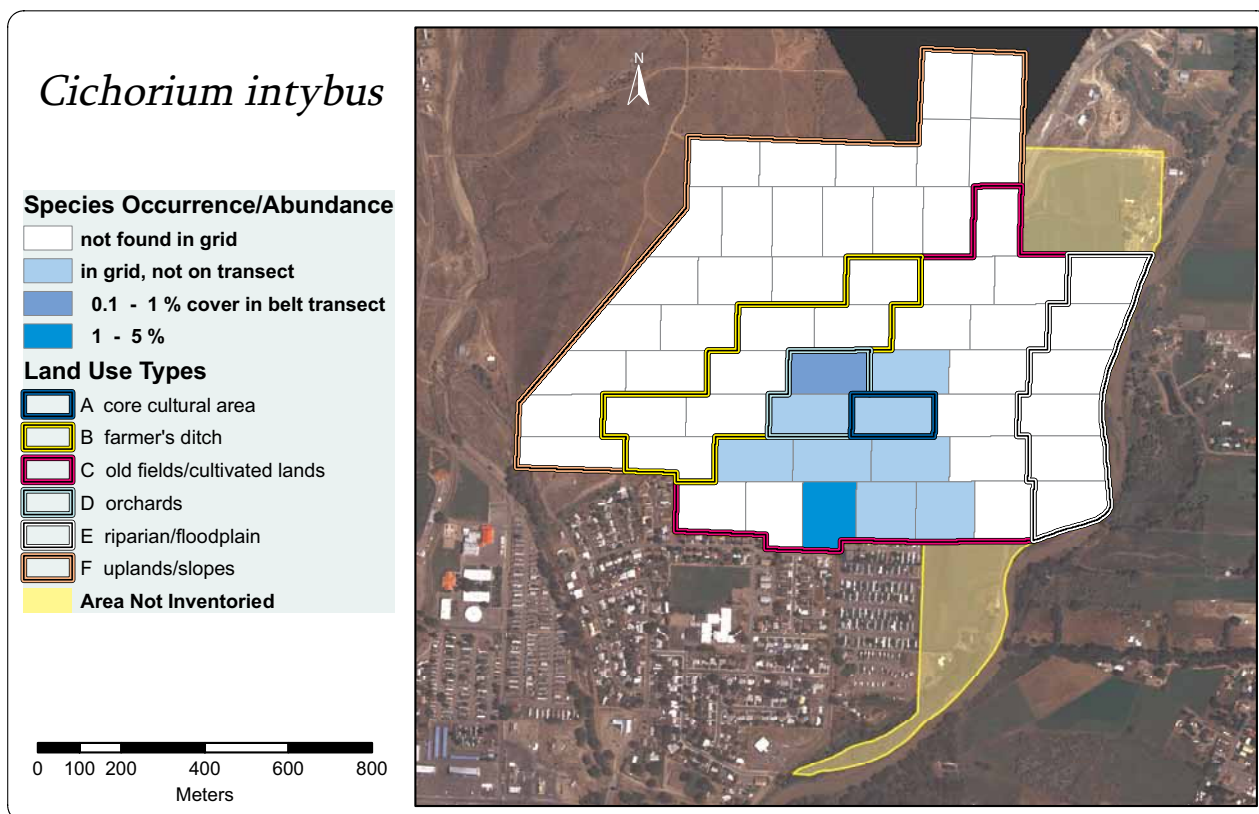 Cichorium intybus
Species Occurrence/Abundance
not found in grid
in grid, not on transect
0.1 - 1 % cover in belt transect
1 - 5 %
Land Use Types
A core cultural area
B farmer's ditch
C old fields/cultivated lands
D orchards
E riparian/floodplain
F uplands/slopes
Area Not Inventoried
0 100 200 400 600 800
Meters
N